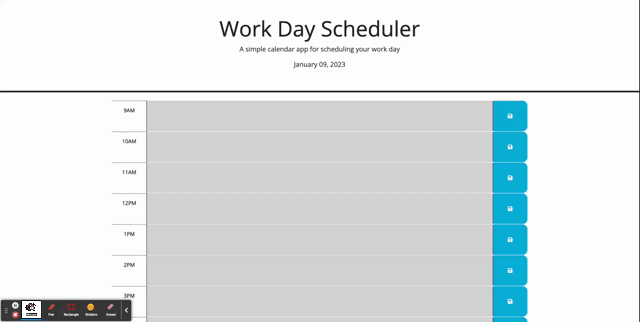 Work Day Scheduler
A simple calendar app for scheduling your work day
January 09, 2023
9AM
10AM
11AM
12PM
1PM
2PM
3PM
Pen
Rectangle
Stickers
Eraser